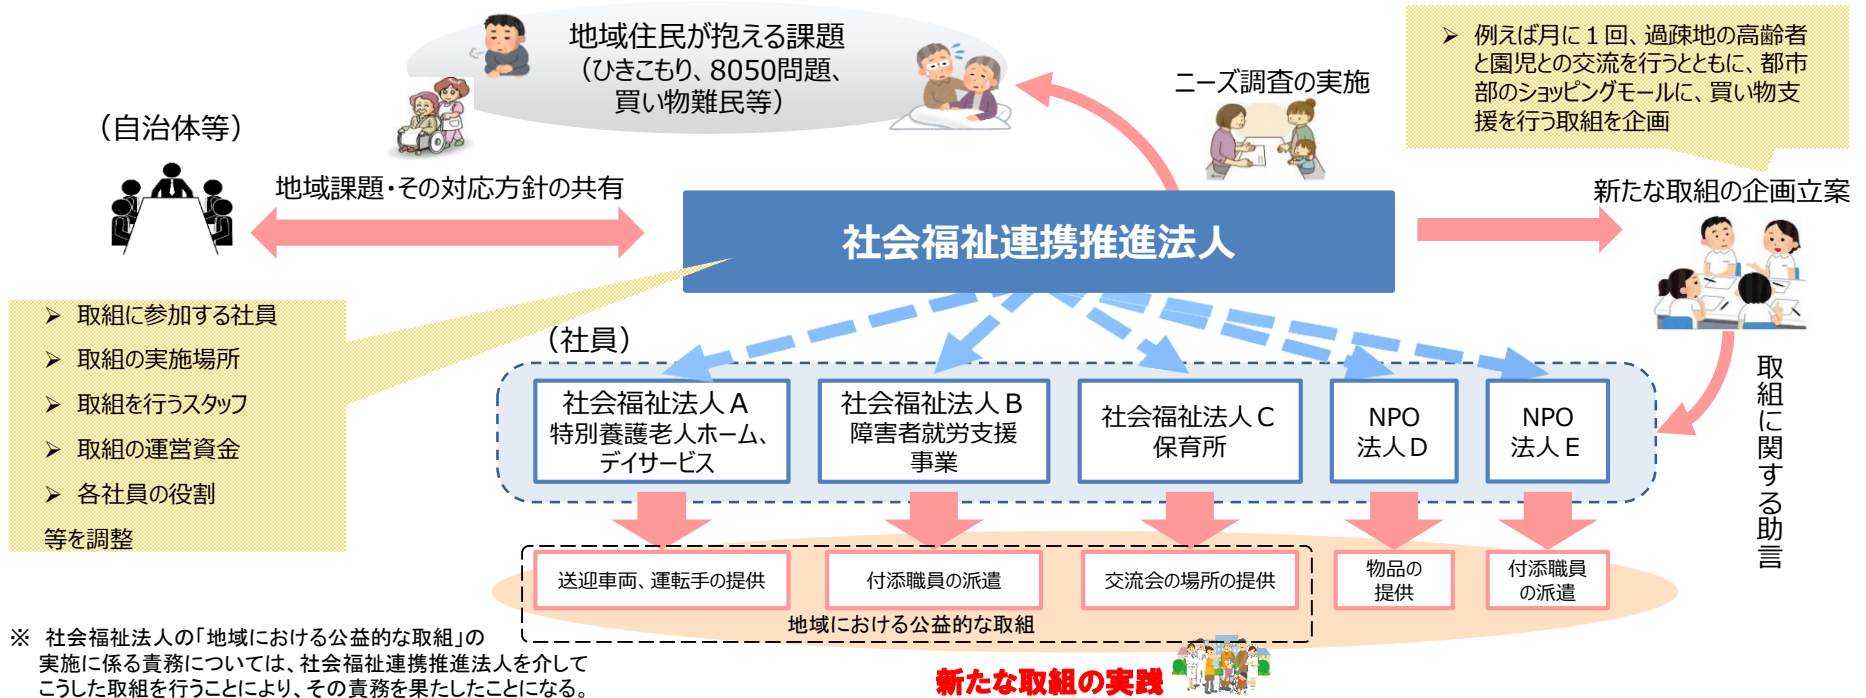 地域住民が抱える課題
（ひきこもり、8050問題、
買い物難民等）
ニーズ調査の実施
➢ 例えば月に１回、過疎地の高齢者
と園児との交流を行うとともに、都市
部のショッピングモールに、買い物支
援を行う取組を企画
（自治体等）
地域課題・その対応方針の共有
新たな取組の企画立案
社会福祉連携推進法人
➢ 取組に参加する社員
➢ 取組の実施場所
➢ 取組を行うスタッフ
➢ 取組の運営資金
➢ 各社員の役割
等を調整
（社員）
社会福祉法人Ａ
特別養護老人ホーム、
デイサービス
社会福祉法人Ｂ
障害者就労支援
事業
社会福祉法人Ｃ
保育所
NPO
法人Ｄ
NPO
法人Ｅ
取組に関する助言
送迎車両、運転手の提供
付添職員の派遣
交流会の場所の提供
物品の
提供
付添職員
の派遣
地域における公益的な取組
※ 社会福祉法人の「地域における公益的な取組」の
実施に係る責務については、社会福祉連携推進法人を介して
こうした取組を行うことにより、その責務を果たしたことになる。
新たな取組の実践